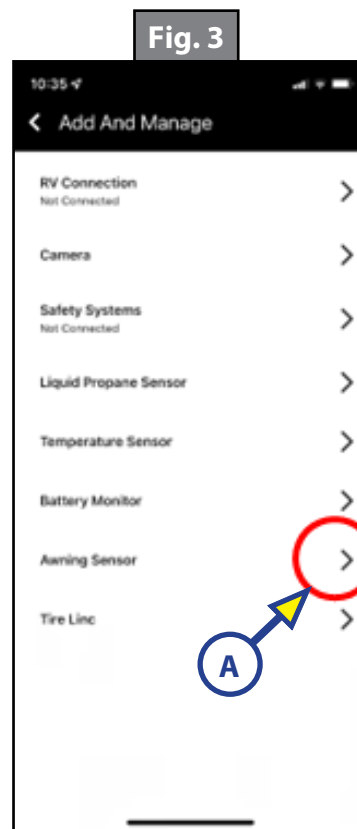 Fig. 3
10:35
Add And Manage
RV Connection
Not Connected
Camera
Safety Systems
Not Connected
Liquid Propane Sensor
Temperature Sensor
Battery Monitor
Awning Sensor
Tire Linc
A